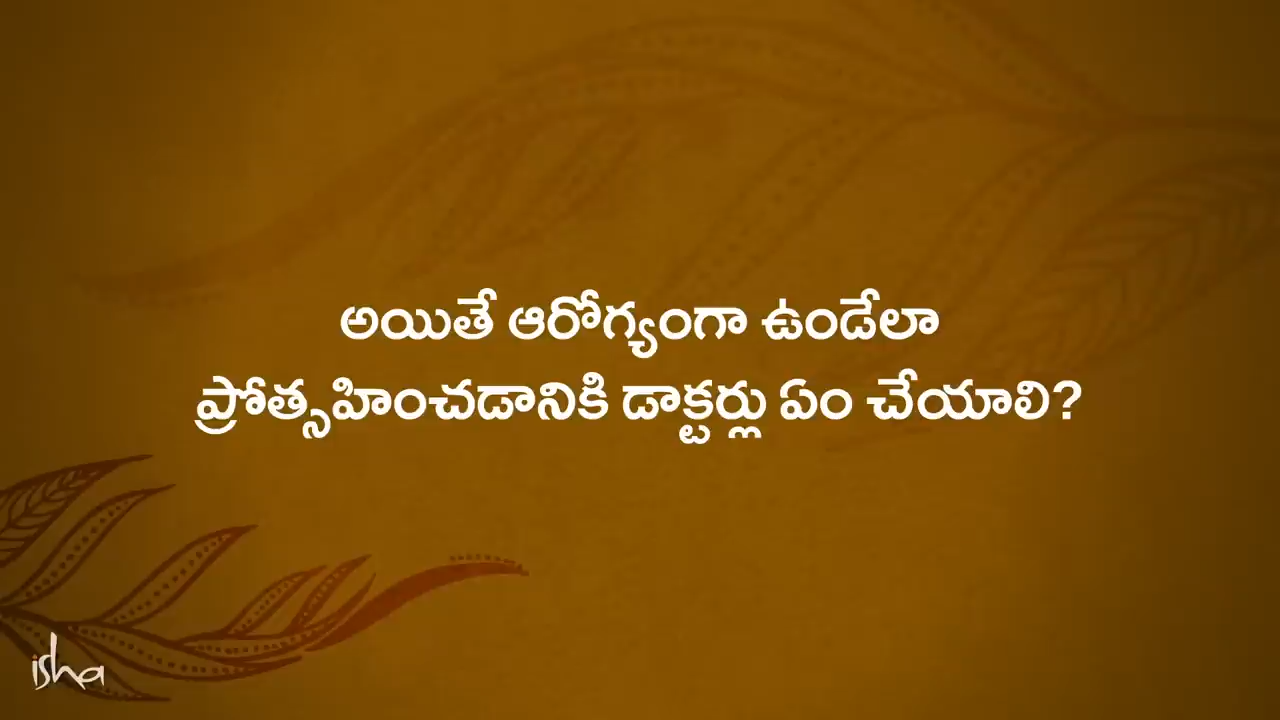 అయితే ఆరోగ్యంగా ఉండేలా
ప్రోత్సహించడానికి డాక్టర్లు ఏం చేయాలి?
isha